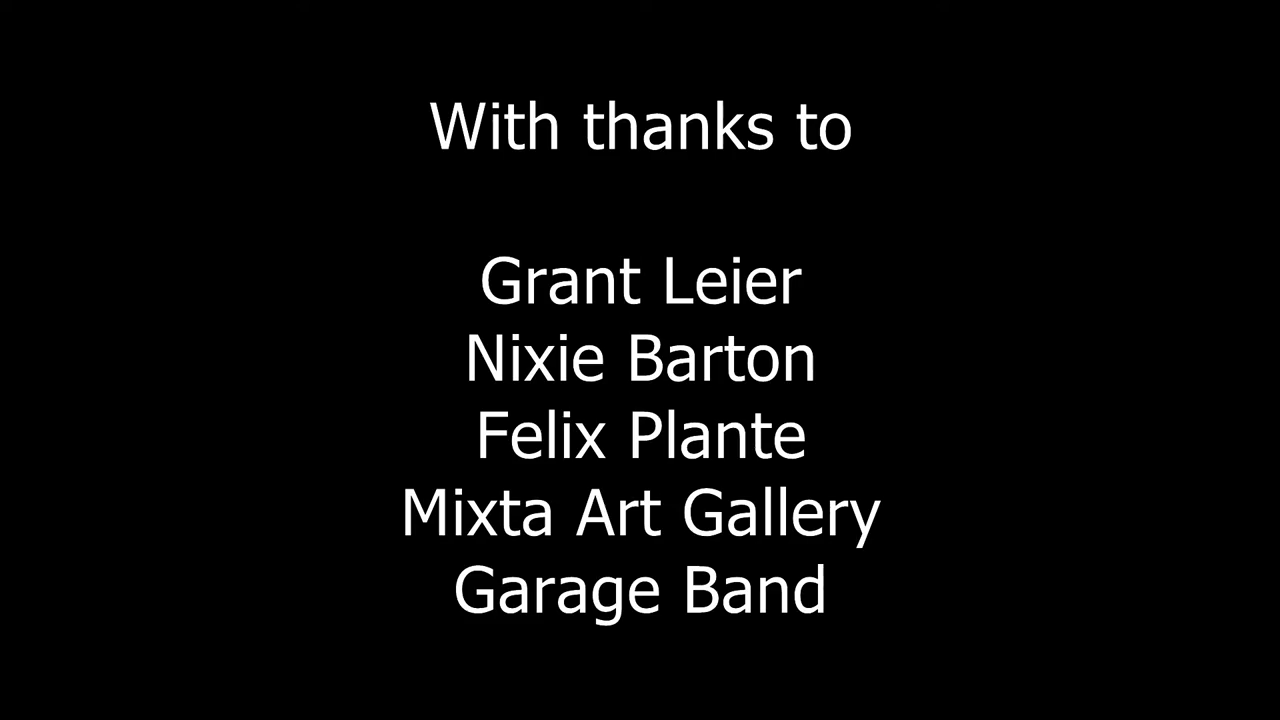 With thanks to
Grant Leier
Nixie Barton
Felix Plante
Mixta Art Gallery
Garage Band